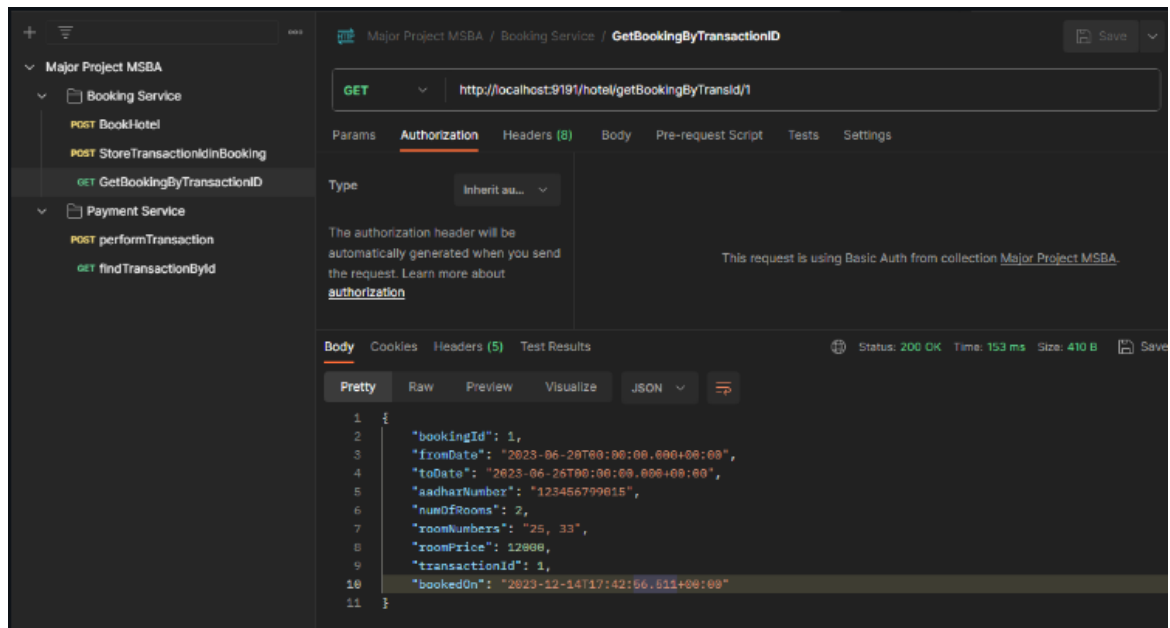 Major Project MSBA / Booking Service / GetBookingByTransactionID
Save
Major Project MSBA
Booking Service
POST BookHotel
POST StoreTransactionIdinBooking
GET GetBookingByTransactionID
Payment Service
POST performTransaction
GET findTransactionById
GET http://localhost:9191/hotel/getBookingByTransId/1
Params Authorization Headers (8) Body Pre-request Script Tests Settings
Type Inherit au...
The authorization header will be
automatically generated when you send
the request. Learn more about
authorization
This request is using Basic Auth from collection Major Project MSBA.
Body Cookies Headers (5) Test Results Status: 200 OK Time: 153 ms Size: 410 B Save
Pretty Raw Preview Visualize JSON
1 {
2 "bookingId": 1,
3 "fromDate": "2023-06-20T00:00:00.000+00:00",
4 "toDate": "2023-06-26T00:00:00.000+00:00",
5 "aadharNumber": "123456799015",
6 "numOfRooms": 2,
7 "roomNumbers": "25, 33",
8 "roomPrice": 12000,
9 "transactionId": 1,
10 "bookedOn": "2023-12-14T17:42:56.511+00:00"
11 }